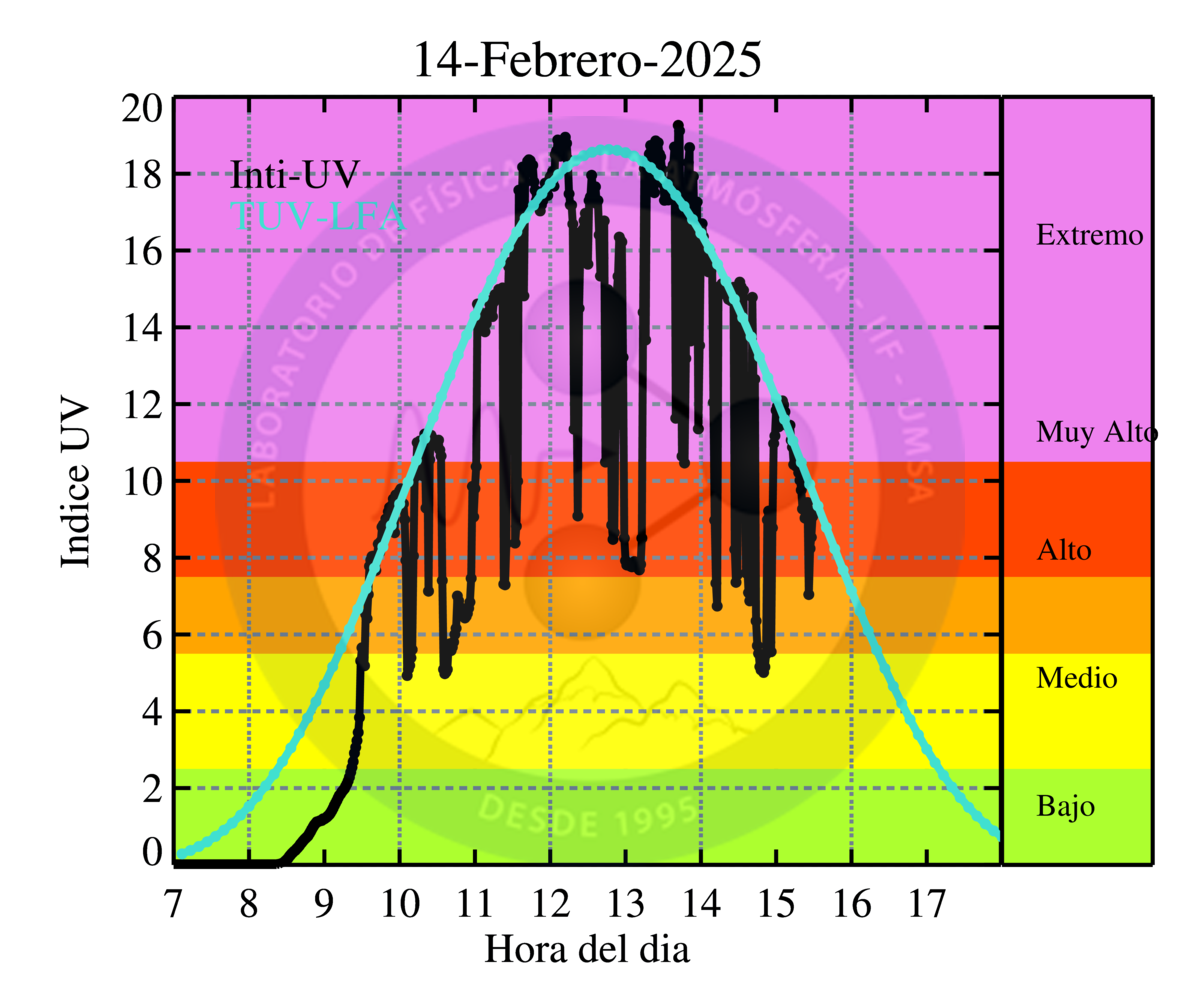 14-Febrero-2025
20
18
16
14
12
10
8
6
4
2
0
Indice UV
Inti-UV
TUV-LFA
LABORATORIO DE FÍSICA DE LA ATMÓSFERA - IIF - UMSA
DESDE 1995
Extremo
Muy Alto
Alto
Medio
Bajo
7 8 9 10 11 12 13 14 15 16 17
Hora del dia